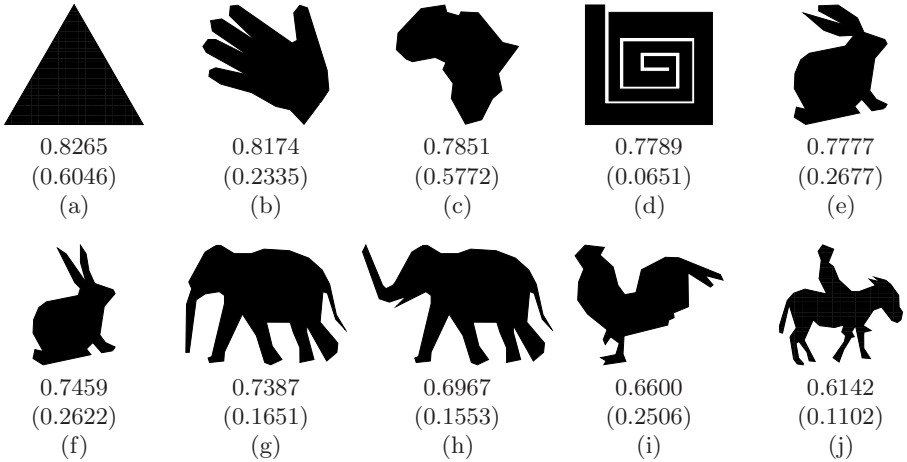 0.8265 0.8174 0.7851 0.7789 0.7777
(0.6046) (0.2335) (0.5772) (0.0651) (0.2677)
(a) (b) (c) (d) (e)
0.7459 0.7387 0.6967 0.6600 0.6142
(0.2622) (0.1651) (0.1553) (0.2506) (0.1102)
(f) (g) (h) (i) (j)